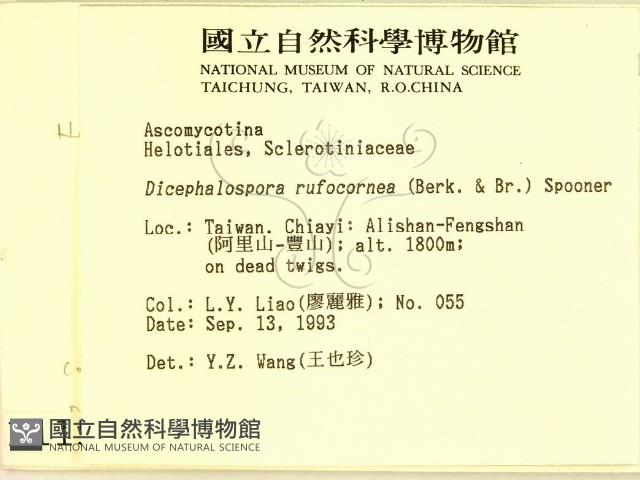 國立自然科學博物館
NATIONAL MUSEUM OF NATURAL SCIENCE
TAICHUNG, TAIWAN, R.O.CHINA
Ascomycotina
Helotiales, Sclerotiniaceae
Dicephalospora rufocornea (Berk. & Br.) Spooner
Loc.: Taiwan. Chiayi: Alishan-Fengshan
(阿里山-豐山); alt. 1800m;
on dead twigs.
Col.: L.Y. Liao(廖麗雅); No. 055
Date: Sep. 13, 1993
Det.: Y.Z. Wang(王也珍)
國立自然科學博物館
NATIONAL MUSEUM OF NATURAL SCIENCE